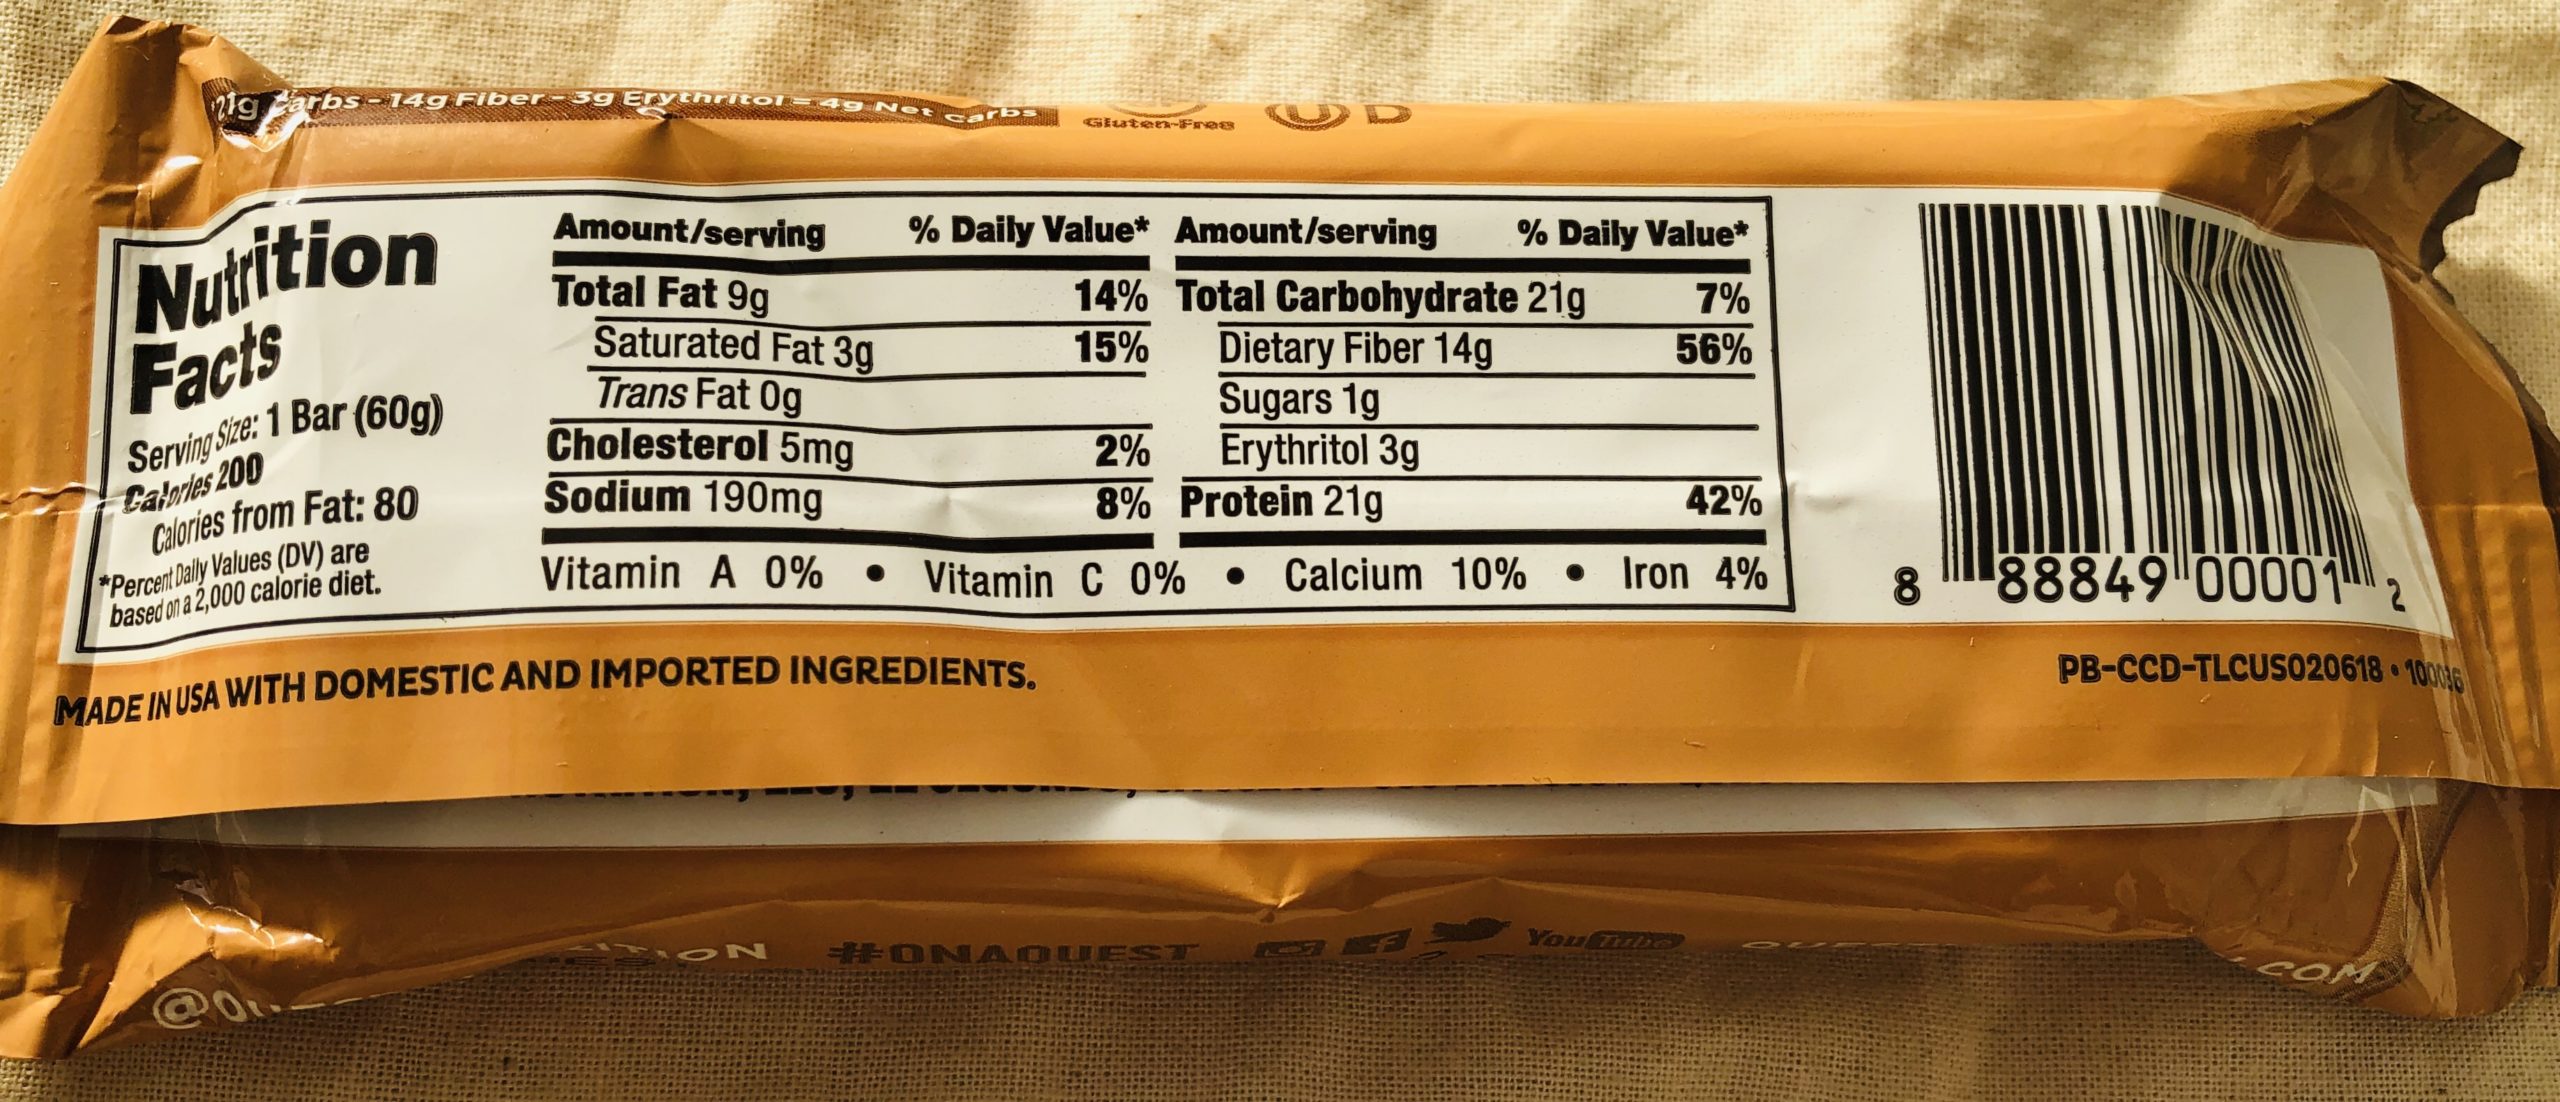 21g Carbs - 14g Fiber - 3g Erythritol = 4g Net carbs
Gluten-Free
U D
Nutrition
Facts
Serving Size: 1 Bar (60g)
Calories 200
Calories from Fat: 80
*Percent Daily Values (DV) are
based on a 2,000 calorie diet.
Amount/serving % Daily Value*
Total Fat 9g 14%
Saturated Fat 3g 15%
Trans Fat 0g
Cholesterol 5mg 2%
Sodium 190mg 8%
Amount/serving % Daily Value*
Total Carbohydrate 21g 7%
Dietary Fiber 14g 56%
Sugars 1g
Erythritol 3g
Protein 21g 42%
Vitamin A 0% • Vitamin C 0% • Calcium 10% • Iron 4%
8 88849 00001 2
MADE IN USA WITH DOMESTIC AND IMPORTED INGREDIENTS.
PB-CCD-TLCUS020618 • 100036
#ONAQUEST
YouTube
.COM